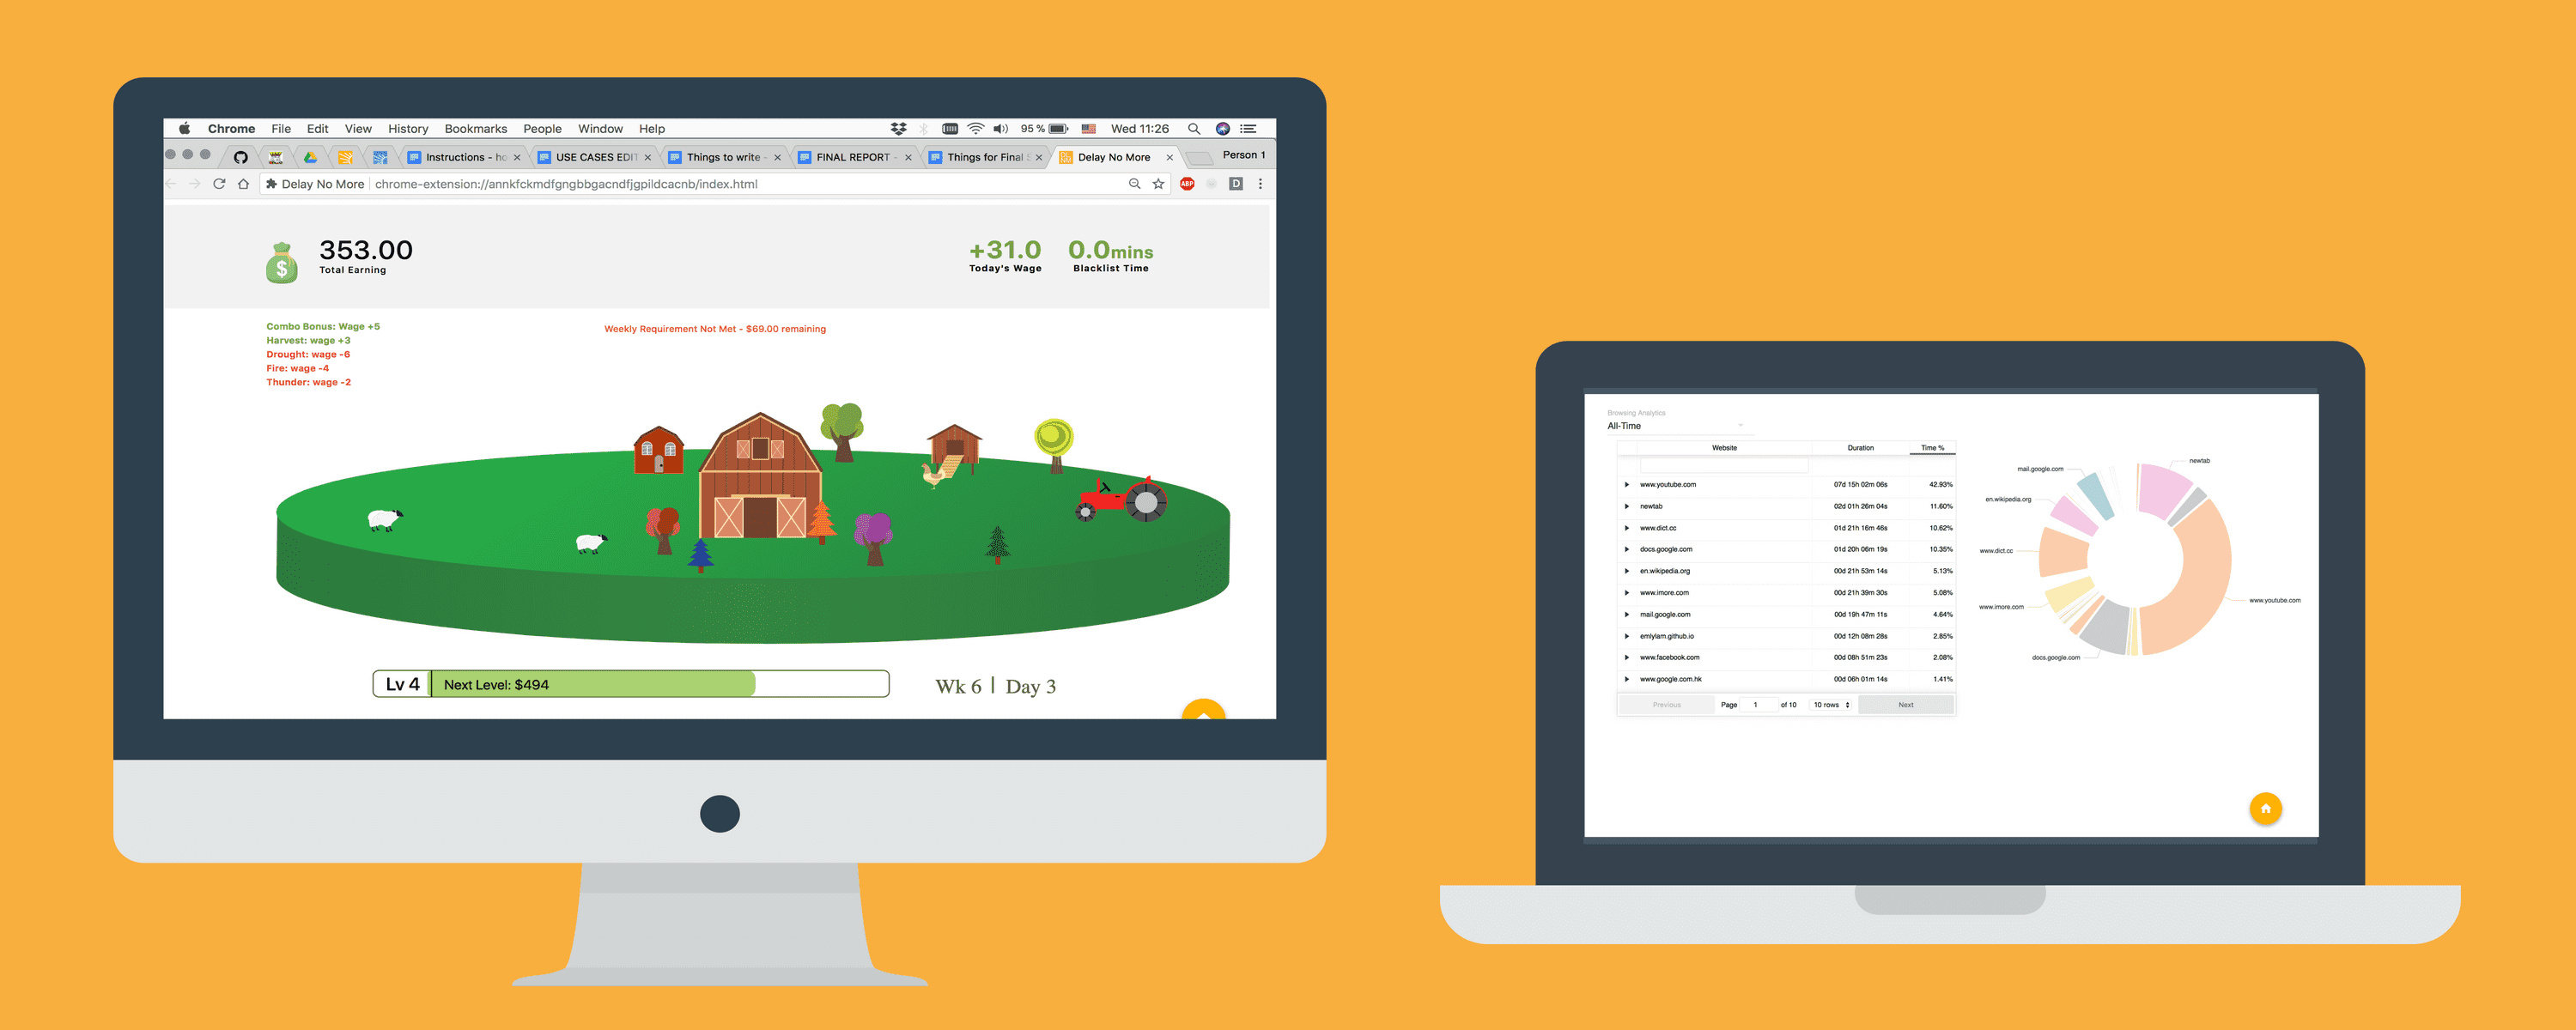 Chrome File Edit View History Bookmarks People Window Help 95 % Wed 11:26
Instructions - ho USE CASES EDIT Things to write - FINAL REPORT - Things for Final S Delay No More Person 1
Delay No More chrome-extension://annkfckmdfgngbbgacndfjgpildcacnb/index.html ABP D
$ 353.00
Total Earning
+31.0 0.0mins
Today's Wage Blacklist Time
Combo Bonus: Wage +5
Harvest: wage +3
Drought: wage -6
Fire: wage -4
Thunder: wage -2
Weekly Requirement Not Met - $69.00 remaining
Lv 4 Next Level: $494
Wk 6 | Day 3
Browsing Analytics
All-Time
Website Duration Time %
www.youtube.com 07d 15h 02m 06s 42.93%
newtab 02d 01h 26m 04s 11.60%
www.dict.cc 01d 21h 16m 46s 10.62%
docs.google.com 01d 20h 06m 19s 10.35%
en.wikipedia.org 00d 21h 53m 14s 5.13%
www.imore.com 00d 21h 39m 30s 5.08%
mail.google.com 00d 19h 47m 11s 4.64%
emlylam.github.io 00d 12h 08m 28s 2.85%
www.facebook.com 00d 08h 51m 23s 2.08%
www.google.com.hk 00d 06h 01m 14s 1.41%
Previous Page 1 of 10 10 rows Next
newtab
mail.google.com
en.wikipedia.org
www.dict.cc
www.imore.com
www.youtube.com
docs.google.com